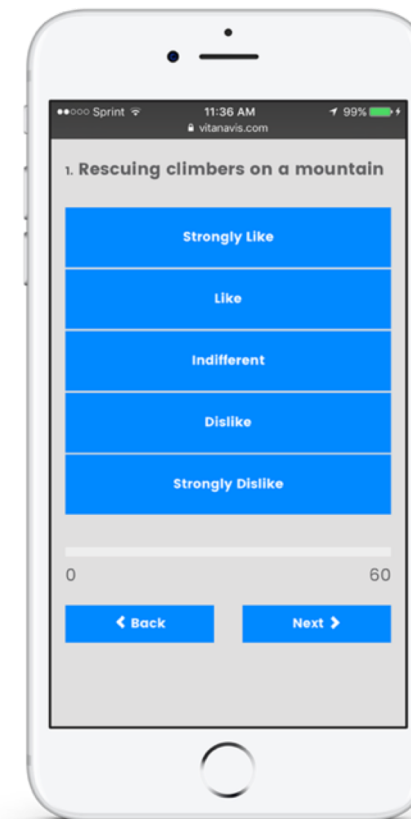 ●●○○○ Sprint 11:36 AM 99%
vitanavis.com
1. Rescuing climbers on a mountain
Strongly Like
Like
Indifferent
Dislike
Strongly Dislike
0 60
Back Next